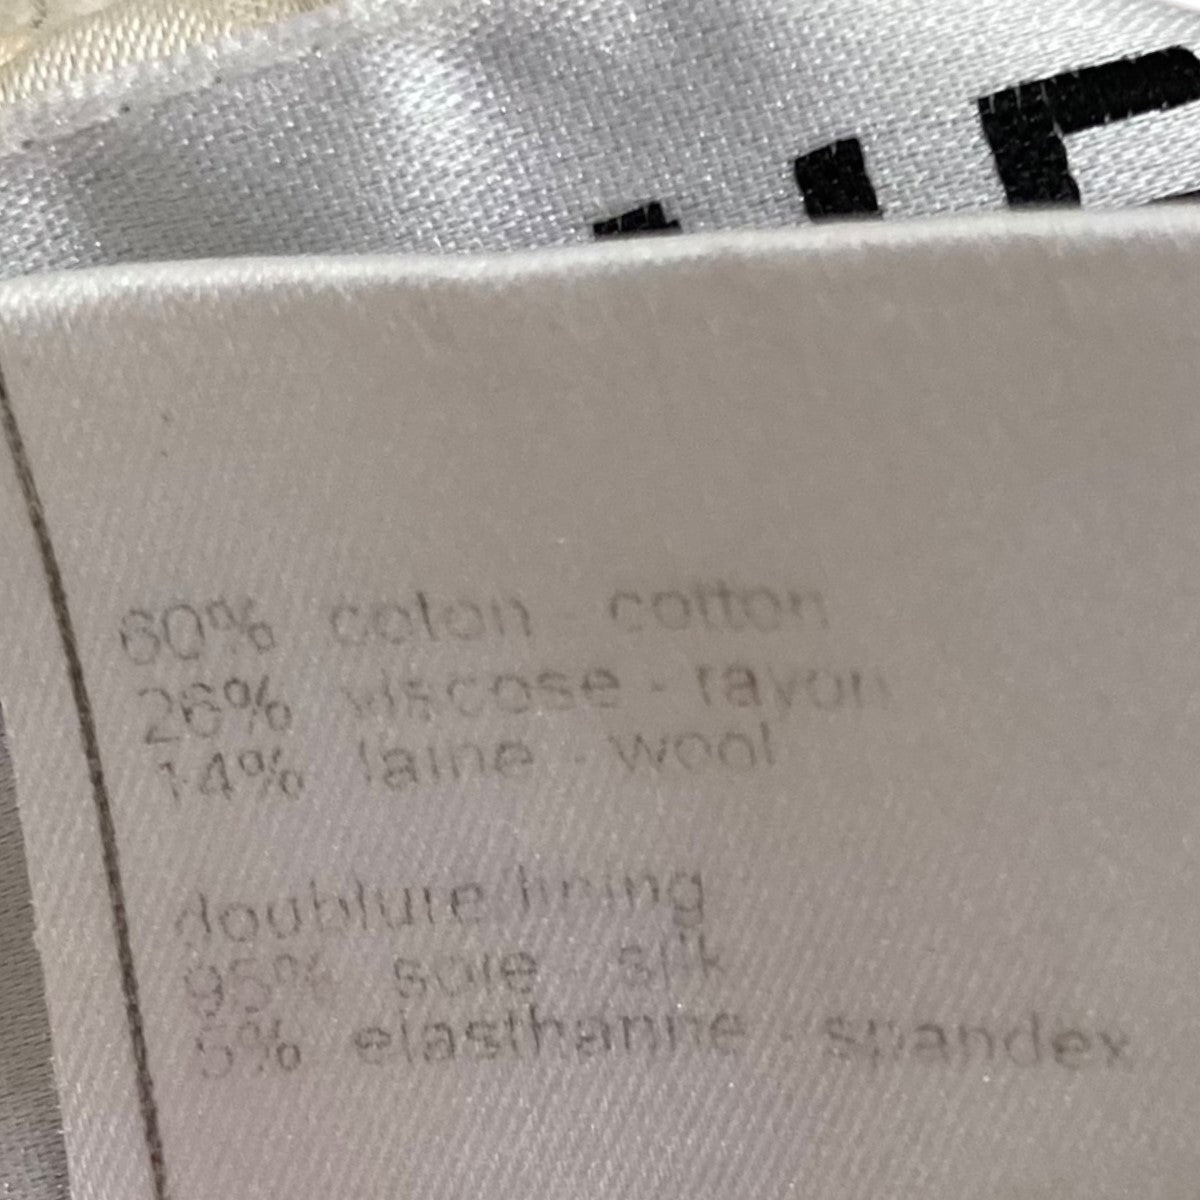 60% coton - cotton
26% viscose - rayon
14% laine - wool
doublure/lining
95% soie - silk
5% elasthanne - spandex